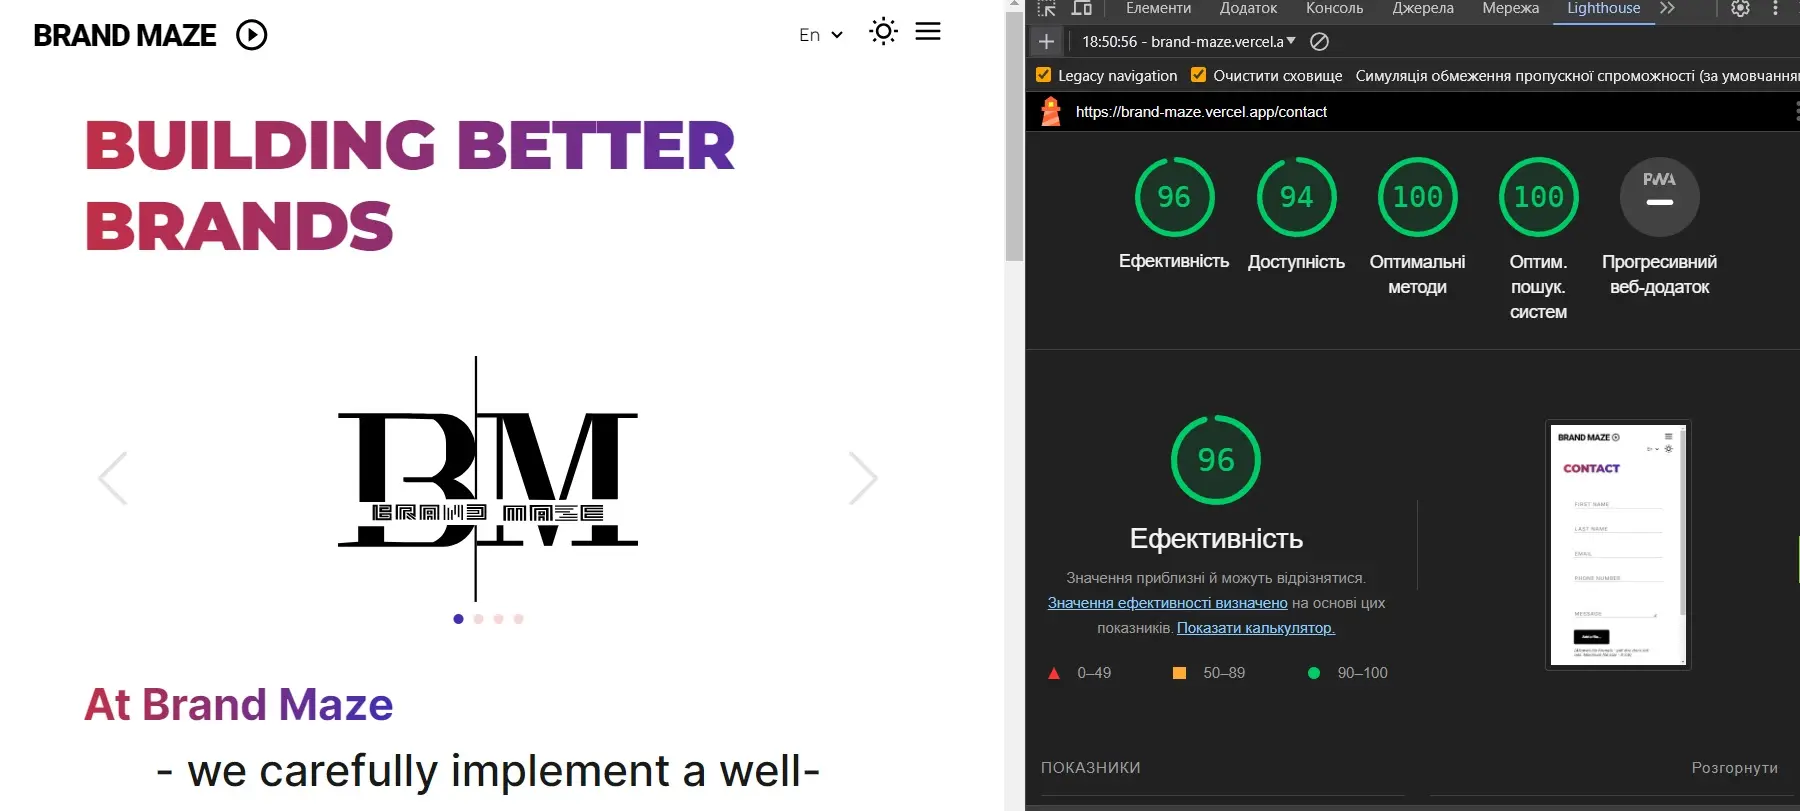 BRAND MAZE
En
BUILDING BETTER
BRANDS
BM
BRAND MAZE
At Brand Maze
- we carefully implement a well-
Елементи Додаток Консоль Джерела Мережа Lighthouse
18:50:56 - brand-maze.vercel.a
Legacy navigation Очистити сховище Симуляція обмеження пропускної спроможності (за умовчання
https://brand-maze.vercel.app/contact
96 94 100 100 PWA
Ефективність Доступність Оптимальні методи Оптим. пошук. систем Прогресивний веб-додаток
96
Ефективність
Значення приблизні й можуть відрізнятися.
Значення ефективності визначено на основі цих
показників. Показати калькулятор.
0–49 50–89 90–100
BRAND MAZE
CONTACT
FIRST NAME
LAST NAME
EMAIL
PHONE NUMBER
MESSAGE
ПОКАЗНИКИ
Розгорнути